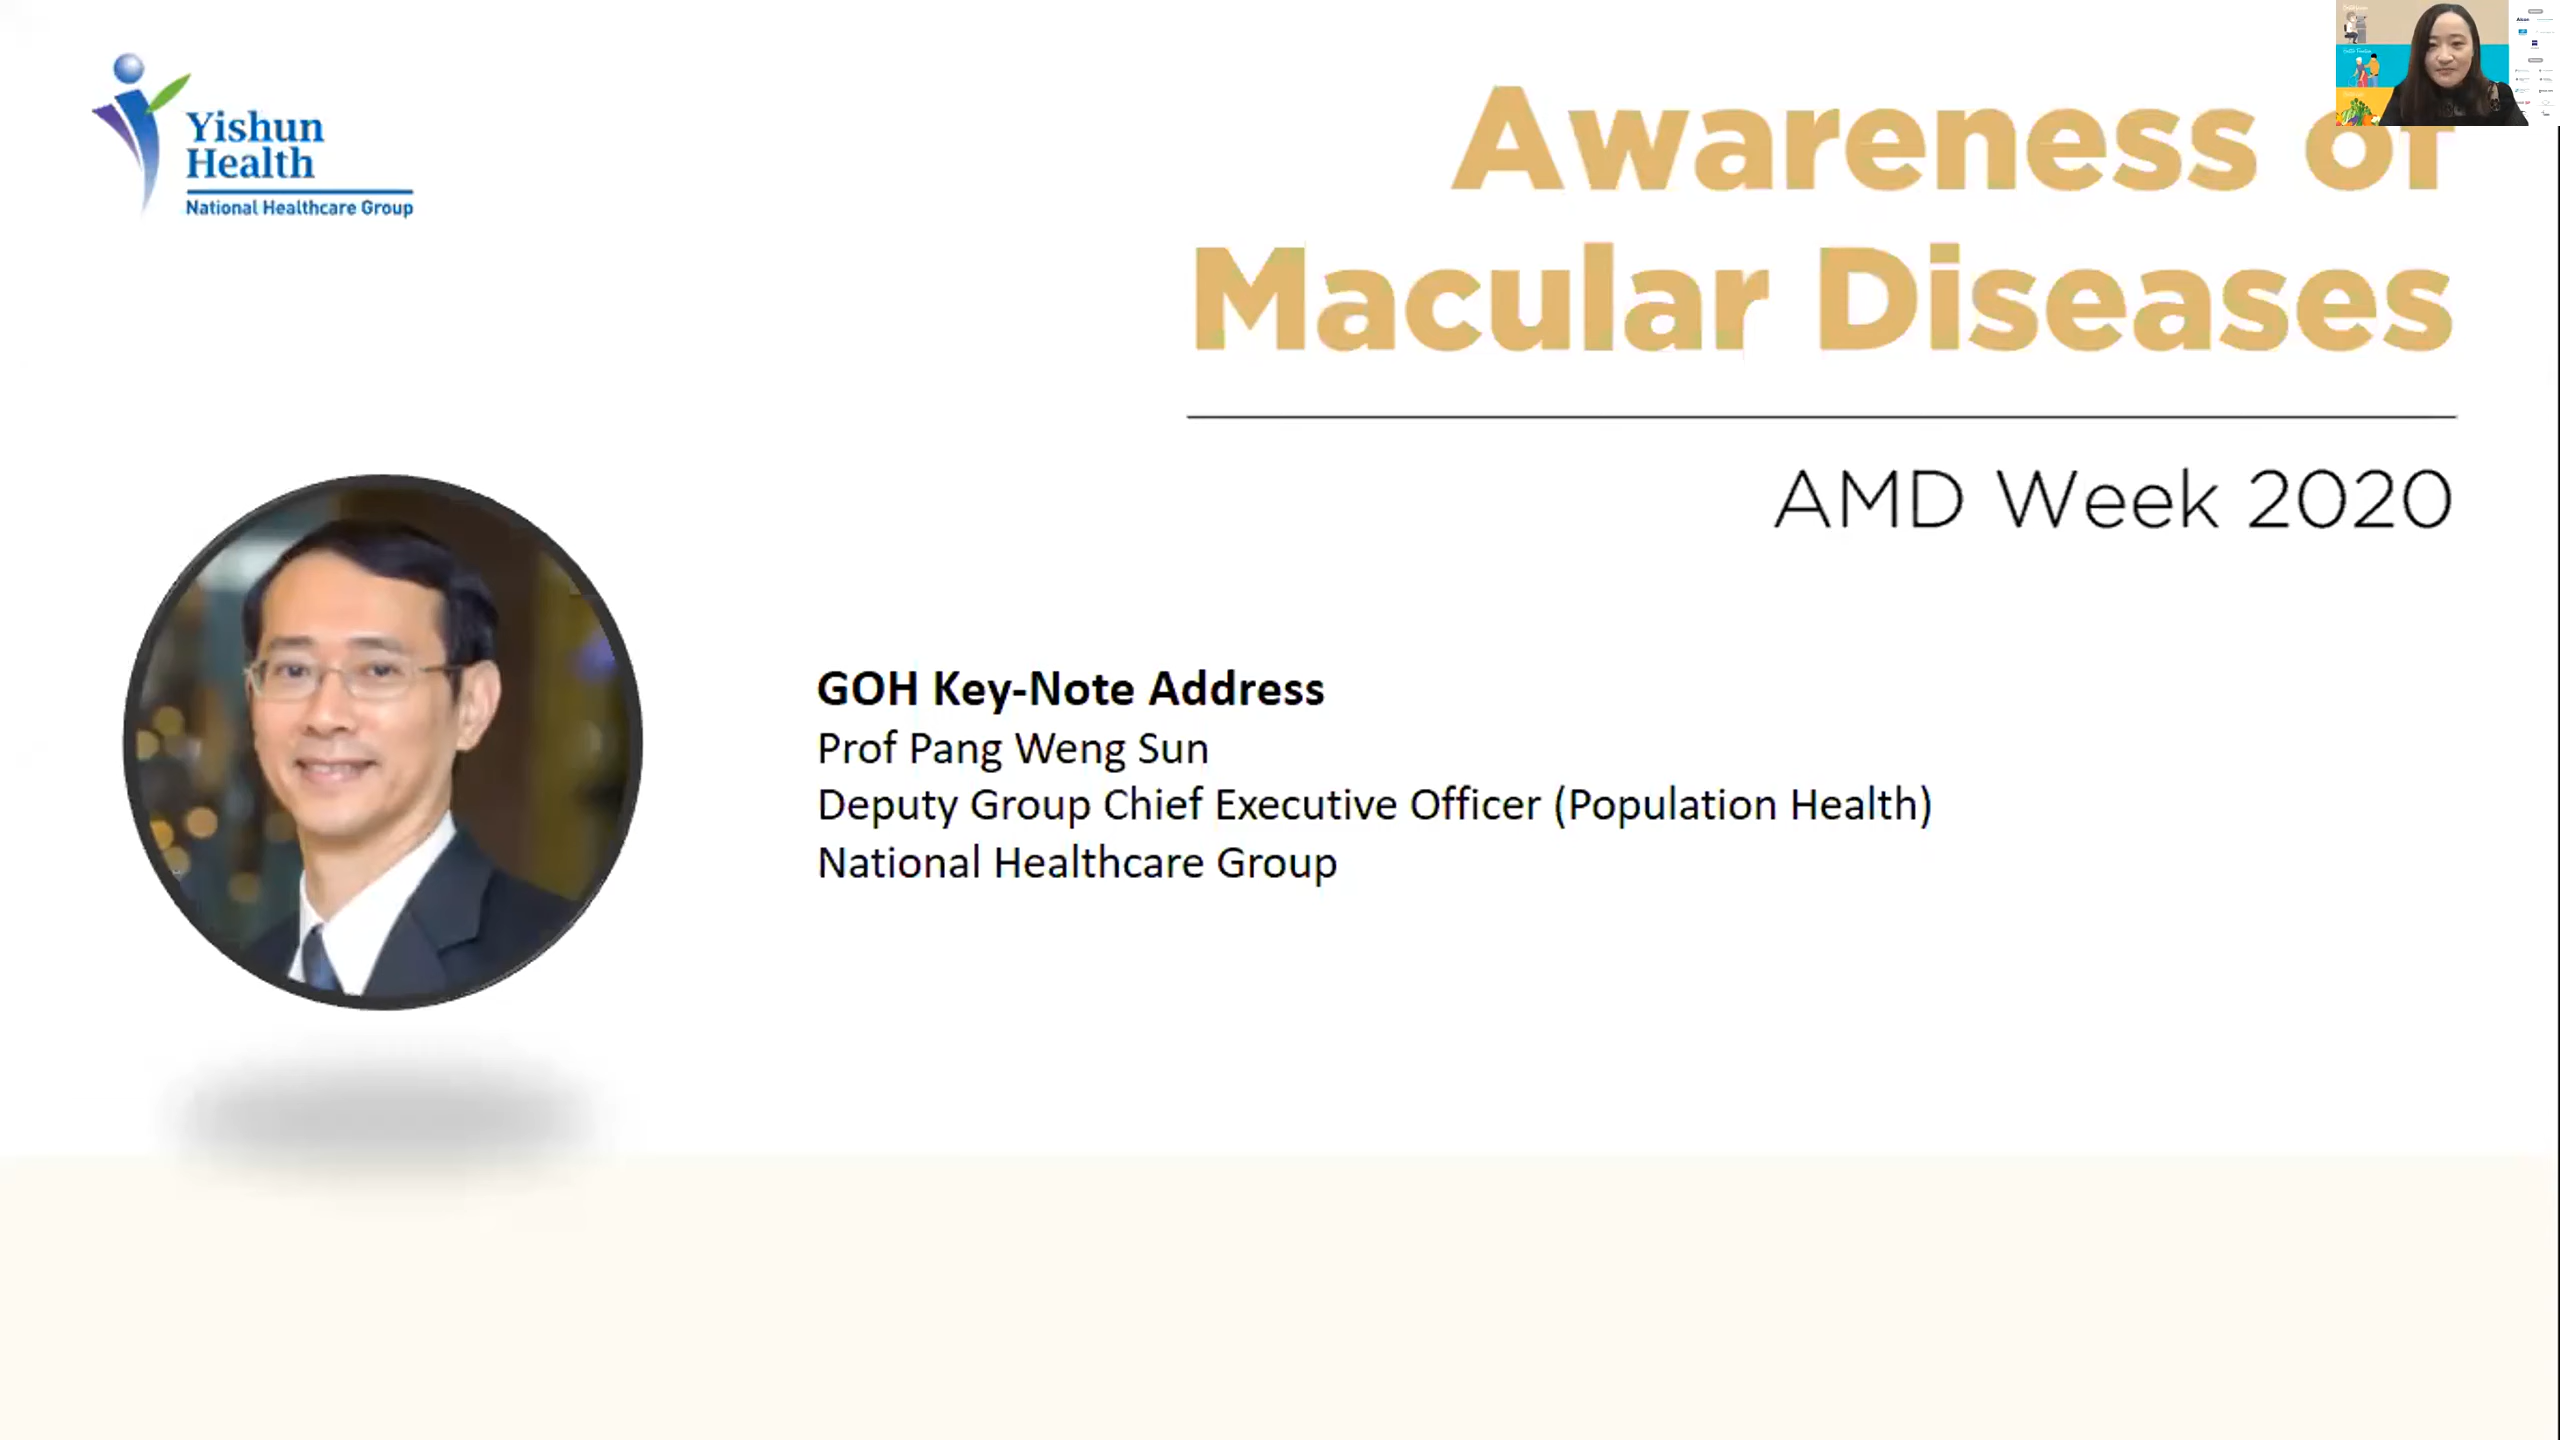 Yishun
Health
National Healthcare Group
Awareness of
Macular Diseases
AMD Week 2020
GOH Key-Note Address
Prof Pang Weng Sun
Deputy Group Chief Executive Officer (Population Health)
National Healthcare Group
Alcon